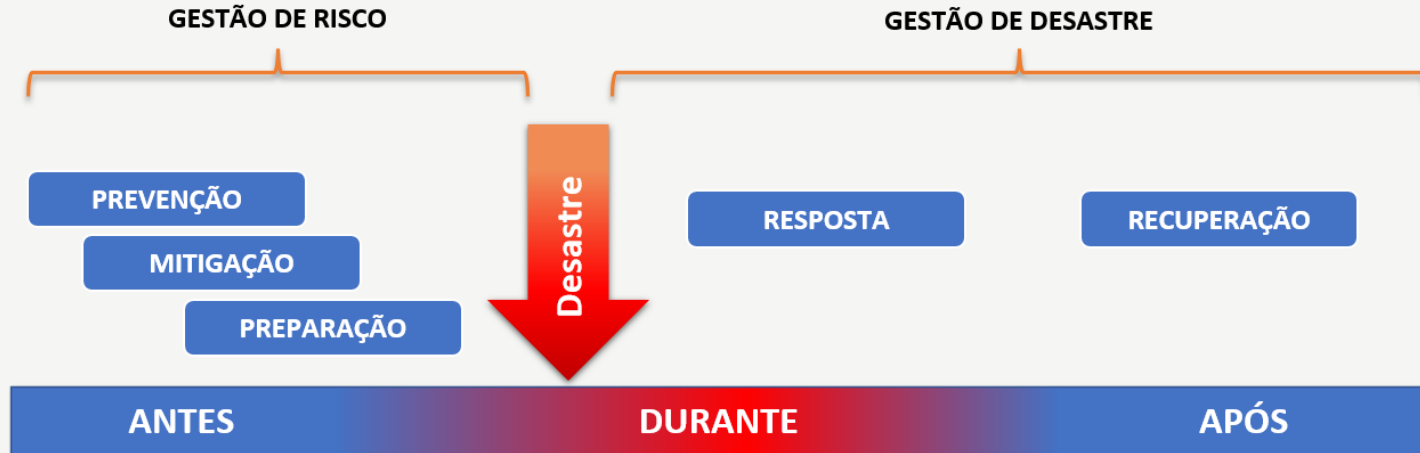 GESTÃO DE RISCO
GESTÃO DE DESASTRE
PREVENÇÃO
MITIGAÇÃO
PREPARAÇÃO
Desastre
RESPOSTA
RECUPERAÇÃO
ANTES
DURANTE
APÓS